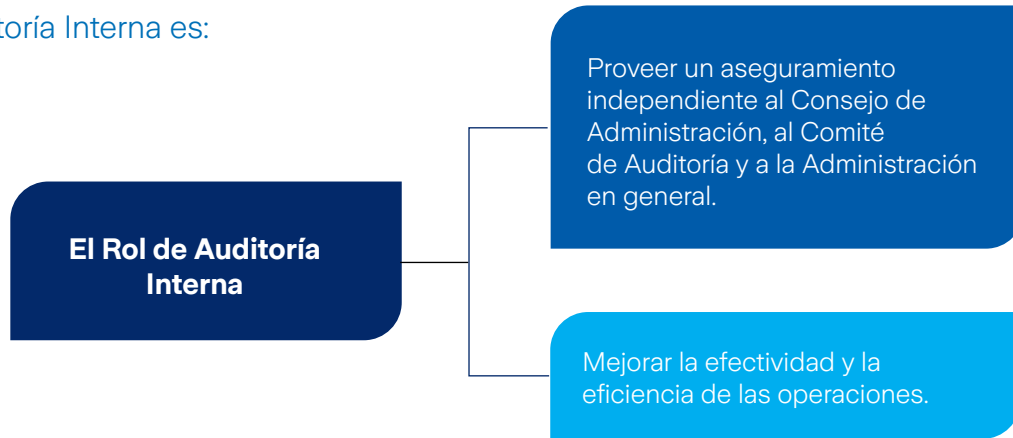 Interna es:
Proveer un aseguramiento
independiente al Consejo de
Administración, al Comité
de Auditoría y a la Administración
en general.
El Rol de Auditoría
Interna
Mejorar la efectividad y la
eficiencia de las operaciones.